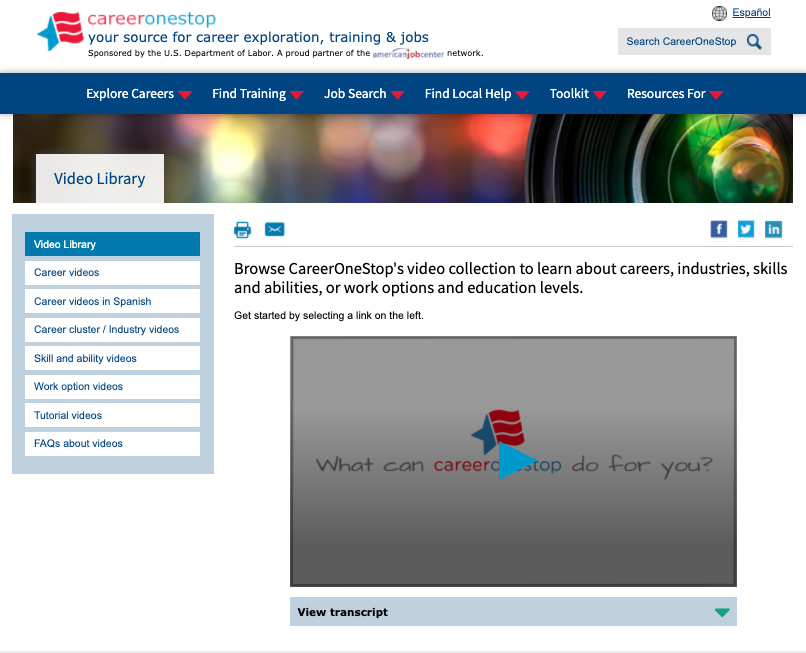 careeronestop
your source for career exploration, training & jobs
Sponsored by the U.S. Department of Labor. A proud partner of the americanjobcenter network.
Español
Search CareerOneStop
Explore Careers Find Training Job Search Find Local Help Toolkit Resources For
Video Library
Video Library
Career videos
Career videos in Spanish
Career cluster / Industry videos
Skill and ability videos
Work option videos
Tutorial videos
FAQs about videos
Browse CareerOneStop's video collection to learn about careers, industries, skills
and abilities, or work options and education levels.
Get started by selecting a link on the left.
What can careeronestop do for you?
View transcript